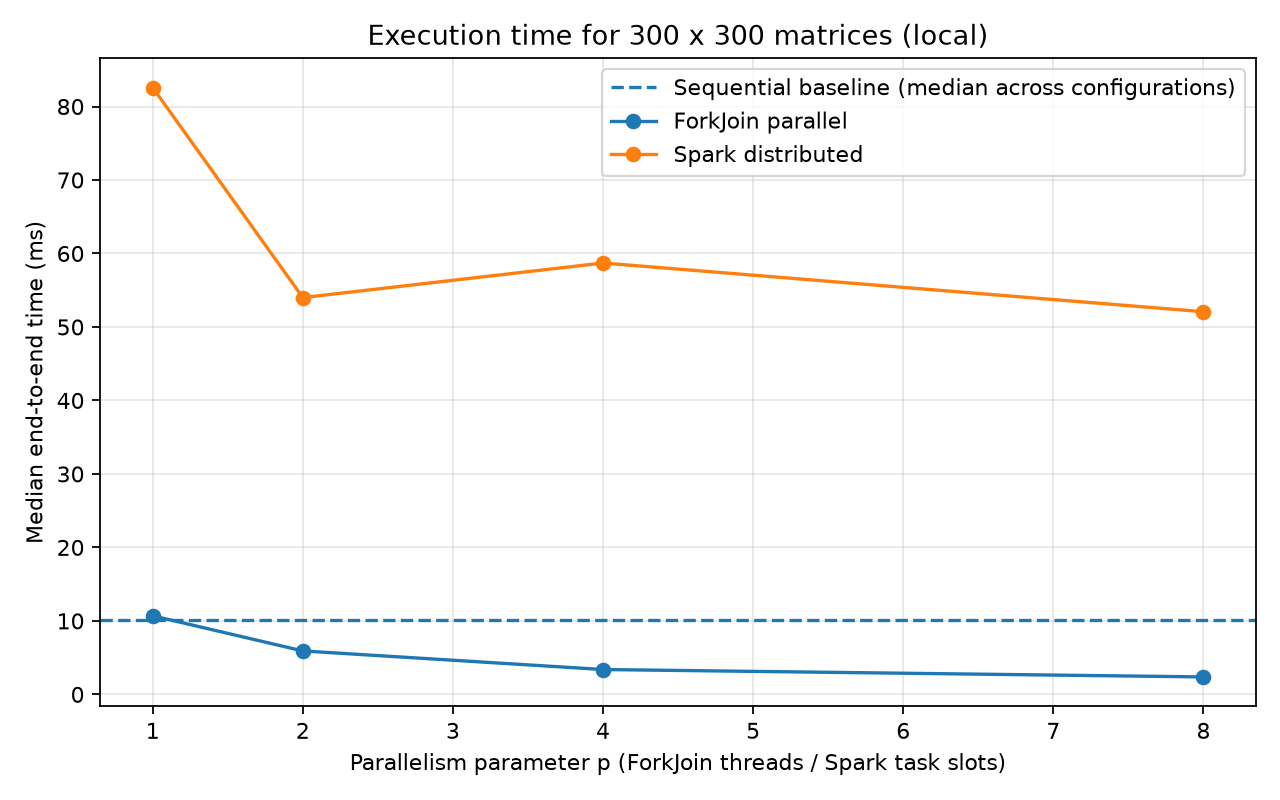 Execution time for 300 x 300 matrices (local)
Sequential baseline (median across configurations)
ForkJoin parallel
Spark distributed
Median end-to-end time (ms)
80
70
60
50
40
30
20
10
0
1 2 3 4 5 6 7 8
Parallelism parameter p (ForkJoin threads / Spark task slots)